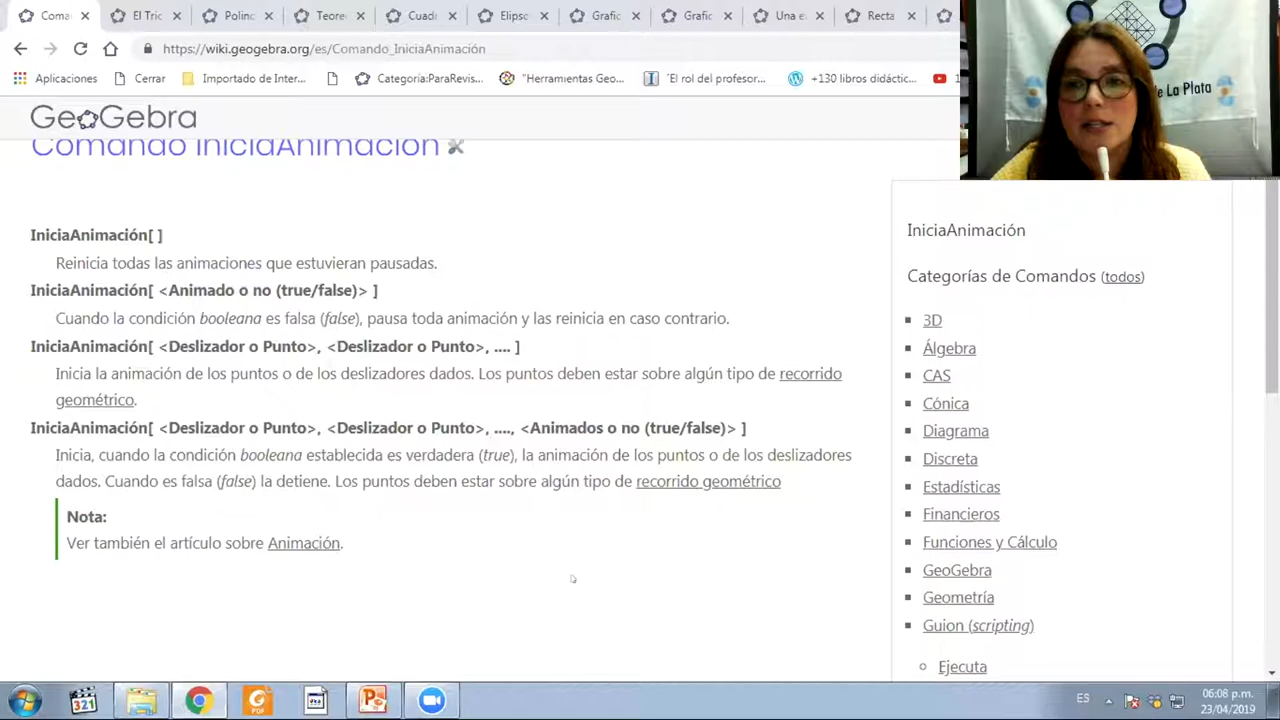 Coma
El Tric
Polino
Teore
Cuadr
Elipse
Grafic
Grafic
Una e
Recta
https://wiki.geogebra.org/es/Comando_IniciaAnimación
Aplicaciones
Cerrar
Importado de Inter...
Categoría:ParaRevis...
"Herramientas Geo...
"El rol del profesor...
+130 libros didáctic...
1
de La Plata
GeoGebra
Comando IniciaAnimación
IniciaAnimación[ ]
Reinicia todas las animaciones que estuvieran pausadas.
IniciaAnimación[ <Animado o no (true/false)> ]
Cuando la condición booleana es falsa (false), pausa toda animación y las reinicia en caso contrario.
IniciaAnimación[ <Deslizador o Punto>, <Deslizador o Punto>, .... ]
Inicia la animación de los puntos o de los deslizadores dados. Los puntos deben estar sobre algún tipo de recorrido
geométrico.
IniciaAnimación[ <Deslizador o Punto>, <Deslizador o Punto>, ...., <Animados o no (true/false)> ]
Inicia, cuando la condición booleana establecida es verdadera (true), la animación de los puntos o de los deslizadores
dados. Cuando es falsa (false) la detiene. Los puntos deben estar sobre algún tipo de recorrido geométrico
Nota:
Ver también el artículo sobre Animación.
IniciaAnimación
Categorías de Comandos (todos)
3D
Álgebra
CAS
Cónica
Diagrama
Discreta
Estadísticas
Financieros
Funciones y Cálculo
GeoGebra
Geometría
Guion (scripting)
Ejecuta
321
PDF
ES
06:08 p.m.
23/04/2019